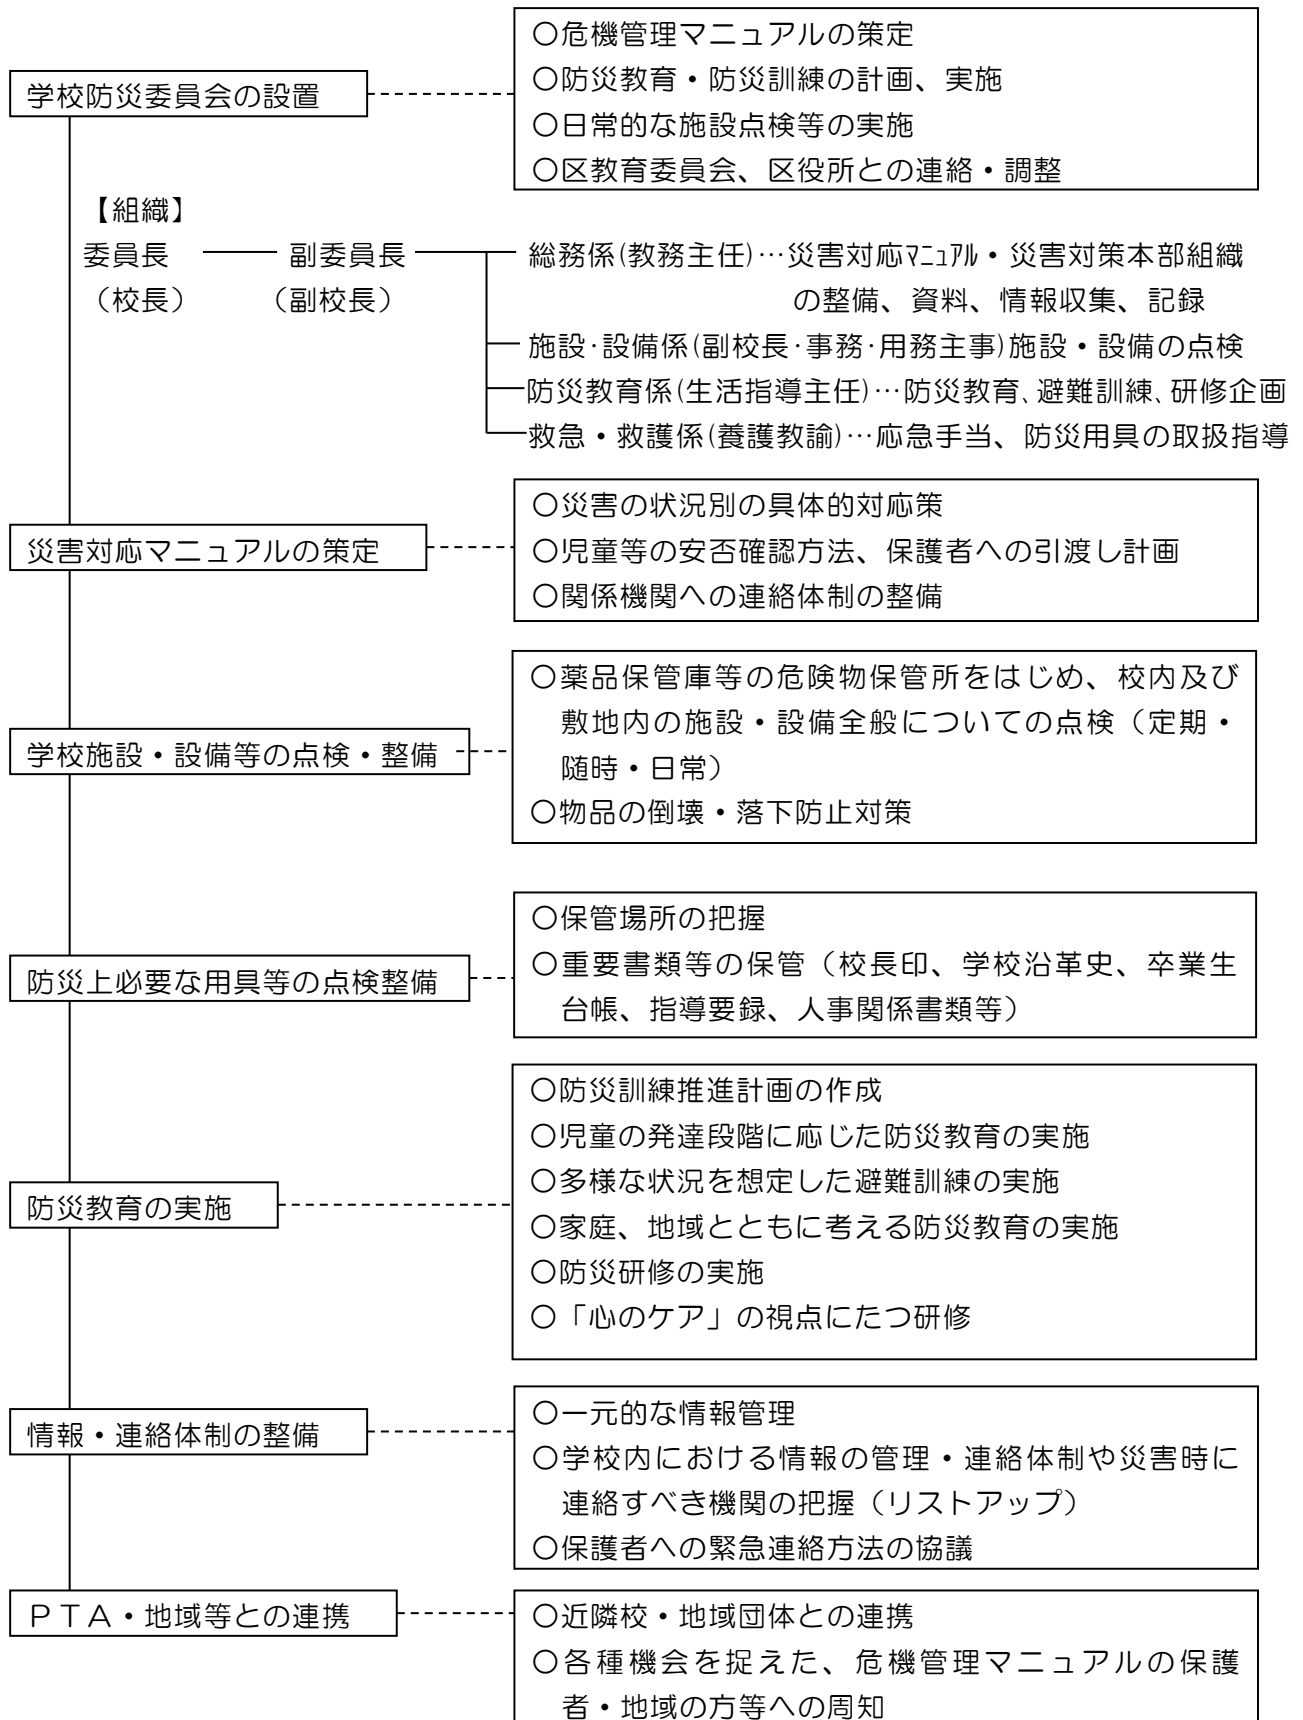 学校防災委員会の設置
〇危機管理マニュアルの策定
〇防災教育・防災訓練の計画、実施
〇日常的な施設点検等の実施
〇区教育委員会、区役所との連絡・調整
【組織】
委員長 副委員長 総務係(教務主任)…災害対応ﾏﾆｭｱﾙ・災害対策本部組織
（校長） （副校長） の整備、資料、情報収集、記録
施設･設備係(副校長･事務･用務主事)施設・設備の点検
防災教育係(生活指導主任)…防災教育､避難訓練､研修企画
救急・救護係(養護教諭)…応急手当、防災用具の取扱指導
災害対応マニュアルの策定
〇災害の状況別の具体的対応策
〇児童等の安否確認方法、保護者への引渡し計画
〇関係機関への連絡体制の整備
学校施設・設備等の点検・整備
〇薬品保管庫等の危険物保管所をはじめ、校内及び
敷地内の施設・設備全般についての点検（定期・
随時・日常）
〇物品の倒壊・落下防止対策
防災上必要な用具等の点検整備
〇保管場所の把握
〇重要書類等の保管（校長印、学校沿革史、卒業生
台帳、指導要録、人事関係書類等）
防災教育の実施
〇防災訓練推進計画の作成
〇児童の発達段階に応じた防災教育の実施
〇多様な状況を想定した避難訓練の実施
〇家庭、地域とともに考える防災教育の実施
〇防災研修の実施
〇「心のケア」の視点にたつ研修
情報・連絡体制の整備
〇一元的な情報管理
〇学校内における情報の管理・連絡体制や災害時に
連絡すべき機関の把握（リストアップ）
〇保護者への緊急連絡方法の協議
ＰＴＡ・地域等との連携
〇近隣校・地域団体との連携
〇各種機会を捉えた、危機管理マニュアルの保護
者・地域の方等への周知